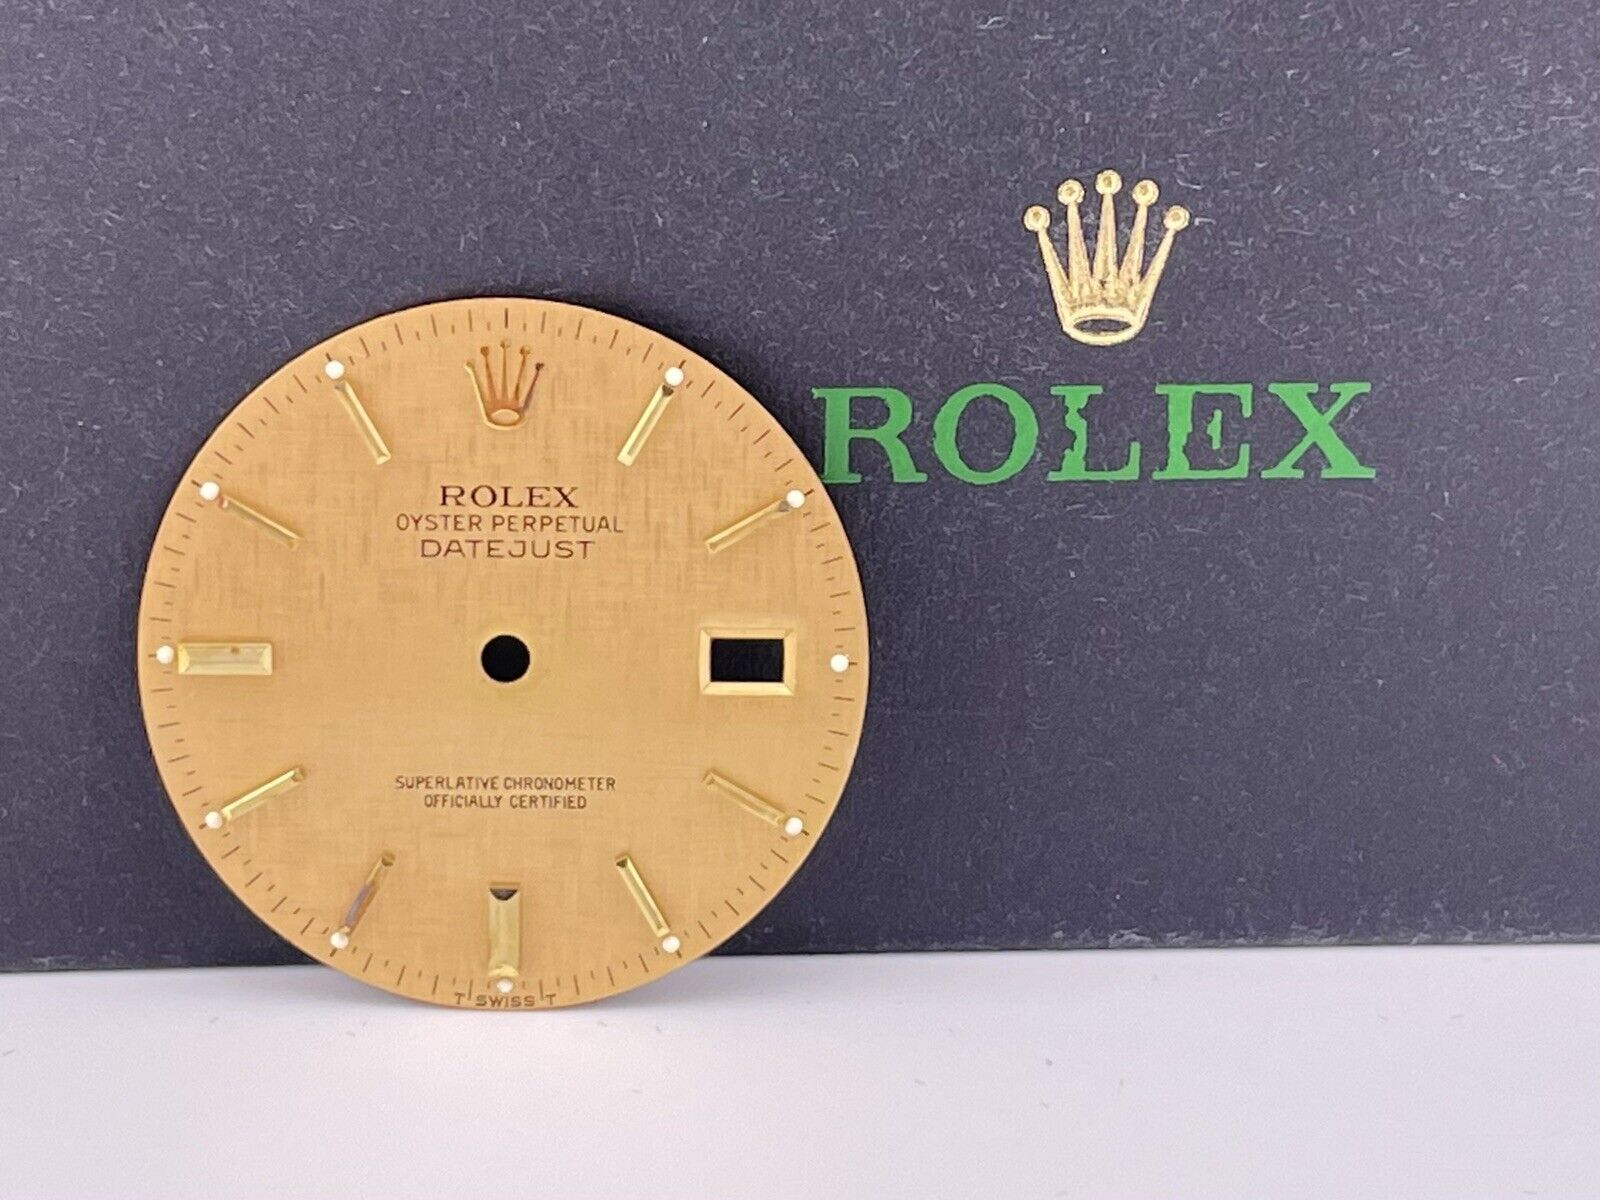 ROLEX
OYSTER PERPETUAL
DATEJUST
SUPERLATIVE CHRONOMETER
OFFICIALLY CERTIFIED
T SWISS T
ROLEX